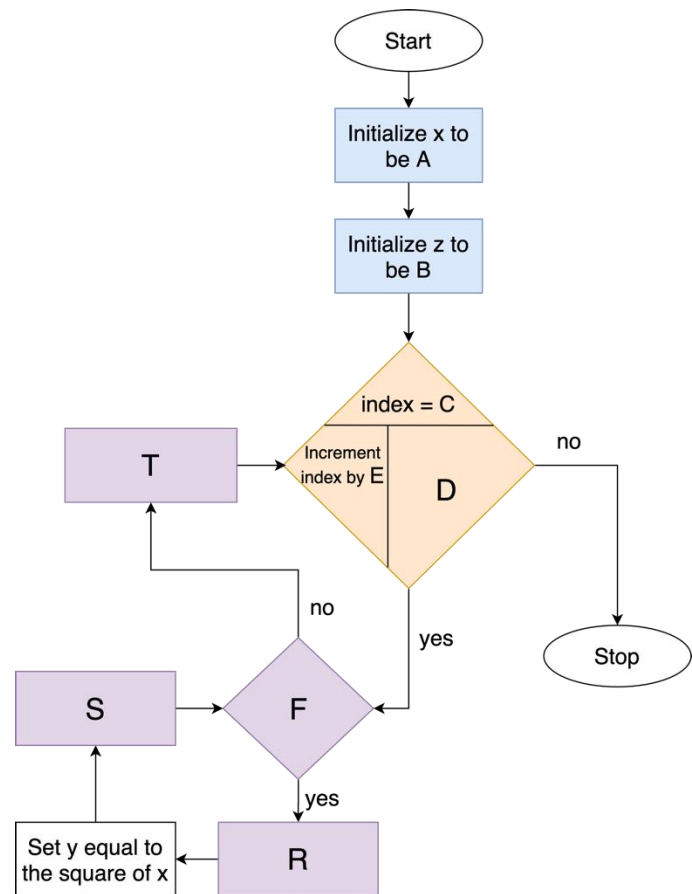 Start
Initialize x to
be A
Initialize z to
be B
index = C
Increment
index by E
D
no
T
yes
no
Stop
S
F
yes
Set y equal to
the square of x
R